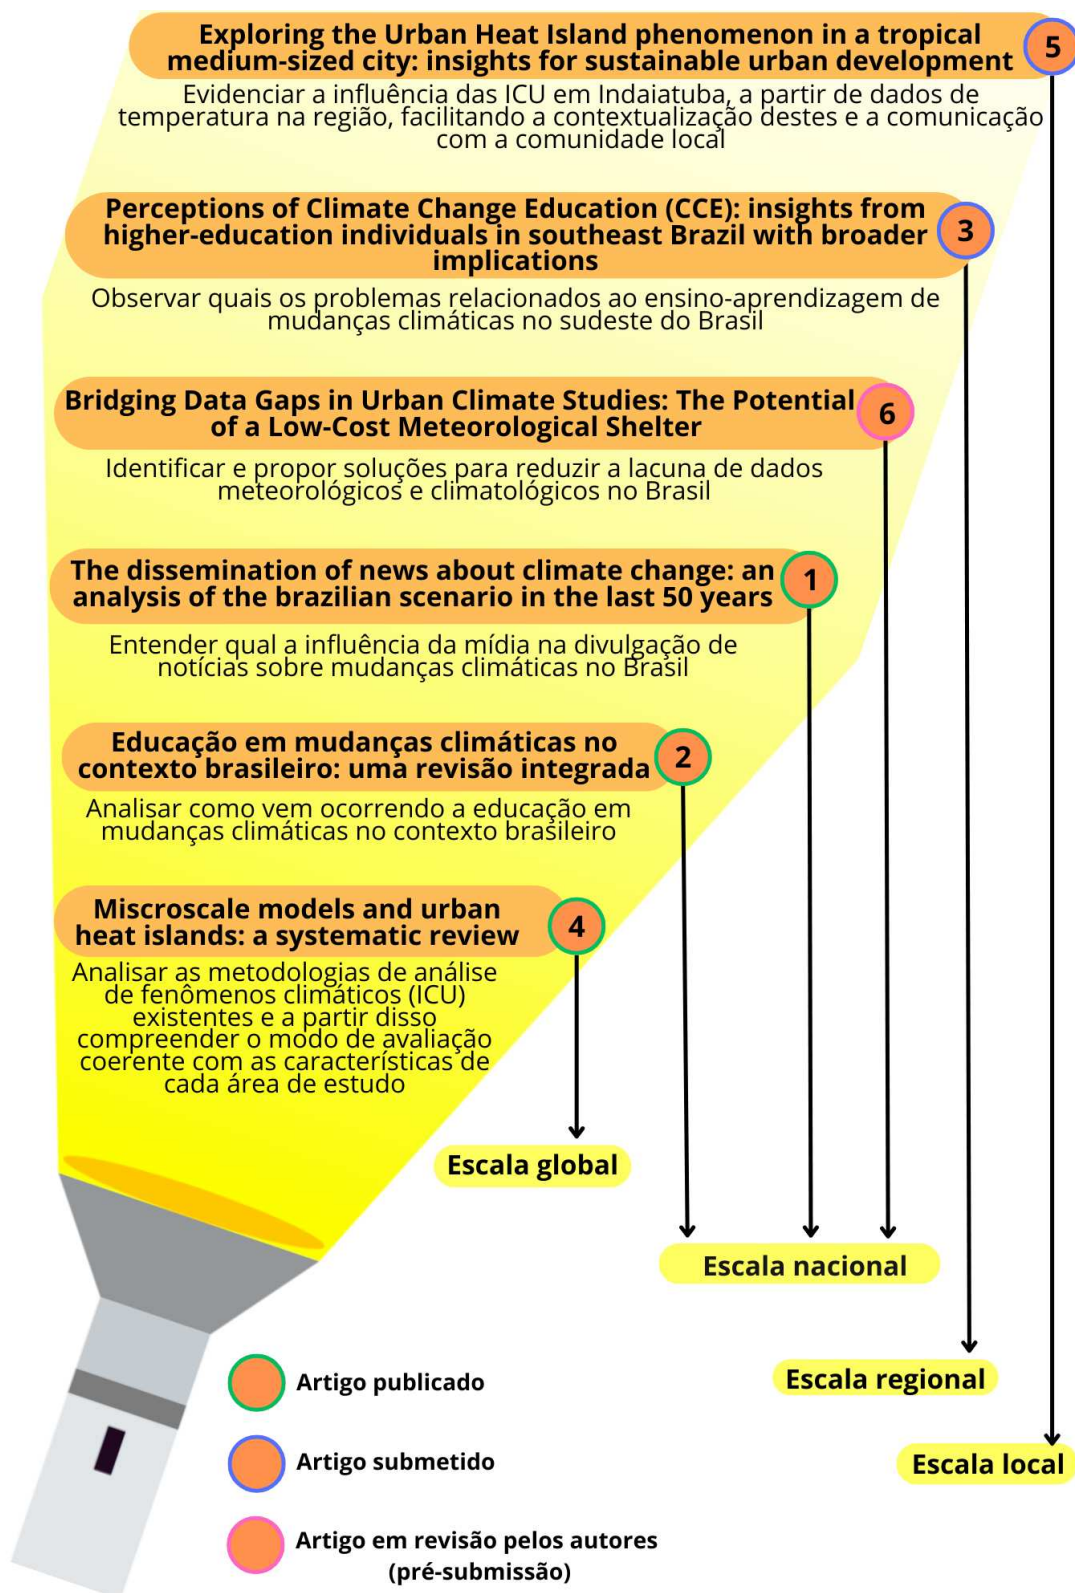 Exploring the Urban Heat Island phenomenon in a tropical
medium-sized city: insights for sustainable urban development
5
Evidenciar a influência das ICU em Indaiatuba, a partir de dados de
temperatura na região, facilitando a contextualização destes e a comunicação
com a comunidade local
Perceptions of Climate Change Education (CCE): insights from
higher-education individuals in southeast Brazil with broader
implications
3
Observar quais os problemas relacionados ao ensino-aprendizagem de
mudanças climáticas no sudeste do Brasil
Bridging Data Gaps in Urban Climate Studies: The Potential
of a Low-Cost Meteorological Shelter
6
Identificar e propor soluções para reduzir a lacuna de dados
meteorológicos e climatológicos no Brasil
The dissemination of news about climate change: an
analysis of the brazilian scenario in the last 50 years
1
Entender qual a influência da mídia na divulgação de
notícias sobre mudanças climáticas no Brasil
Educação em mudanças climáticas no
contexto brasileiro: uma revisão integrada
2
Analisar como vem ocorrendo a educação em
mudanças climáticas no contexto brasileiro
Miscroscale models and urban
heat islands: a systematic review
4
Analisar as metodologias de análise
de fenômenos climáticos (ICU)
existentes e a partir disso
compreender o modo de avaliação
coerente com as características de
cada área de estudo
Escala global
Escala nacional
Escala regional
Escala local
Artigo publicado
Artigo submetido
Artigo em revisão pelos autores
(pré-submissão)